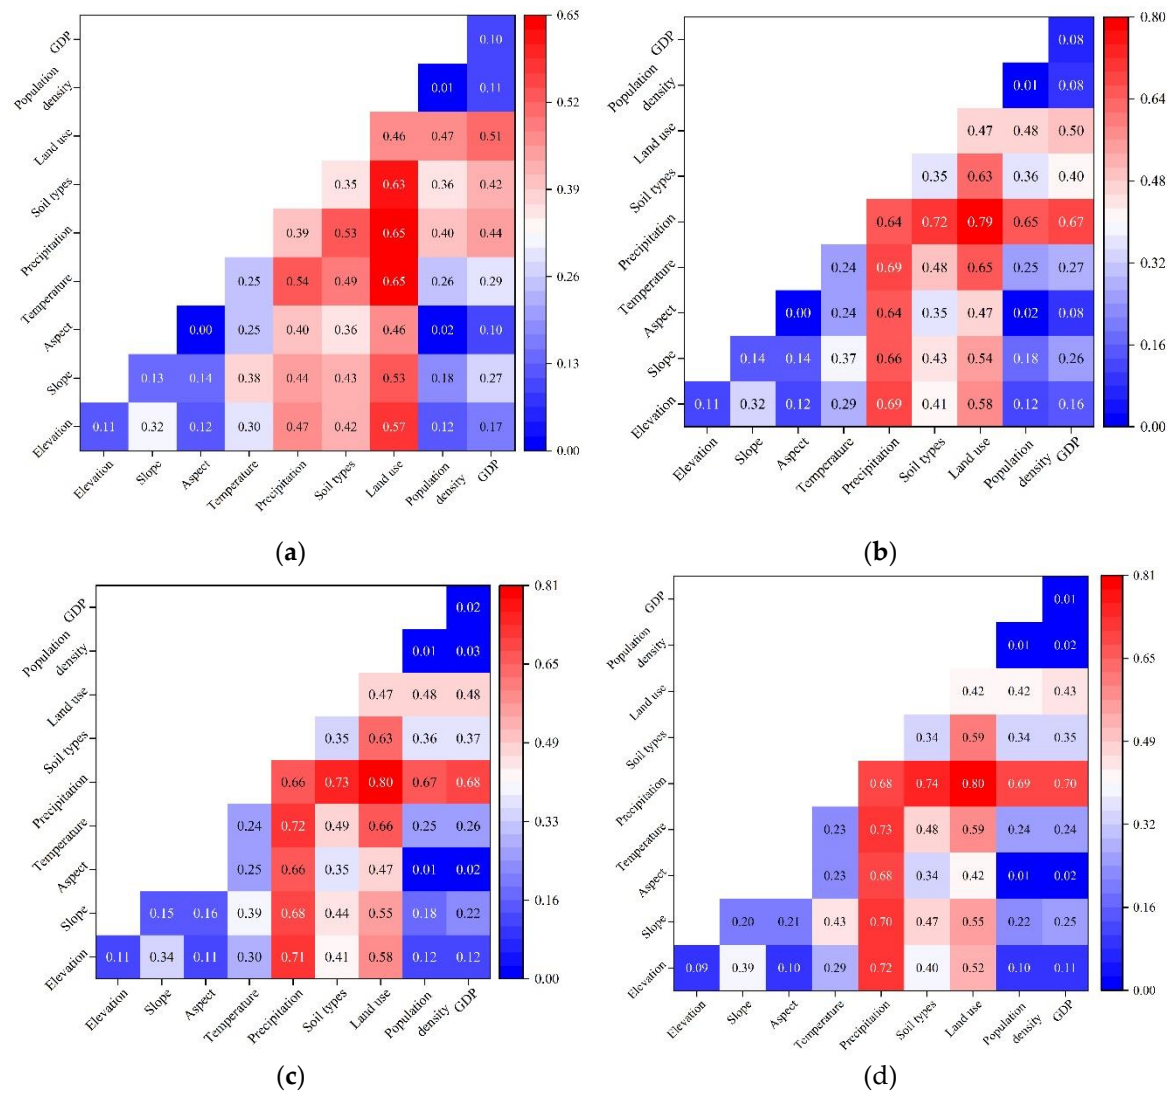 GDP 0.10 0.65
Population density 0.01 0.11 0.52
Land use 0.46 0.47 0.51
Soil types 0.35 0.63 0.36 0.42 0.39
Precipitation 0.39 0.53 0.65 0.40 0.44
Temperature 0.25 0.54 0.49 0.65 0.26 0.29 0.26
Aspect 0.00 0.25 0.40 0.36 0.46 0.02 0.10
Slope 0.13 0.14 0.38 0.44 0.43 0.53 0.18 0.27 0.13
Elevation 0.11 0.32 0.12 0.30 0.47 0.42 0.57 0.12 0.17 0.00
Elevation Slope Aspect Temperature Precipitation Soil types Land use Population density GDP
(a)
GDP 0.08 0.80
Population density 0.01 0.08 0.64
Land use 0.47 0.48 0.50
Soil types 0.35 0.63 0.36 0.40 0.48
Precipitation 0.64 0.72 0.79 0.65 0.67
Temperature 0.24 0.69 0.48 0.65 0.25 0.27 0.32
Aspect 0.00 0.24 0.64 0.35 0.47 0.02 0.08
Slope 0.14 0.14 0.37 0.66 0.43 0.54 0.18 0.26 0.16
Elevation 0.11 0.32 0.12 0.29 0.69 0.41 0.58 0.12 0.16 0.00
Elevation Slope Aspect Temperature Precipitation Soil types Land use Population density GDP
(b)
GDP 0.02 0.81
Population density 0.01 0.03 0.65
Land use 0.47 0.48 0.48
Soil types 0.35 0.63 0.36 0.37 0.49
Precipitation 0.66 0.73 0.80 0.67 0.68
Temperature 0.24 0.72 0.49 0.66 0.25 0.26 0.33
Aspect 0.25 0.66 0.35 0.47 0.01 0.02
Slope 0.15 0.16 0.39 0.68 0.44 0.55 0.18 0.22 0.16
Elevation 0.11 0.34 0.11 0.30 0.71 0.41 0.58 0.12 0.12 0.00
Elevation Slope Aspect Temperature Precipitation Soil types Land use Population density GDP
(c)
GDP 0.01 0.81
Population density 0.01 0.02 0.65
Land use 0.42 0.42 0.43
Soil types 0.34 0.59 0.34 0.35 0.49
Precipitation 0.68 0.74 0.80 0.69 0.70
Temperature 0.23 0.73 0.48 0.59 0.24 0.24 0.32
Aspect 0.23 0.68 0.34 0.42 0.01 0.02
Slope 0.20 0.21 0.43 0.70 0.47 0.55 0.22 0.25 0.16
Elevation 0.09 0.39 0.10 0.29 0.72 0.40 0.52 0.10 0.11 0.00
Elevation Slope Aspect Temperature Precipitation Soil types Land use Population density GDP
(d)